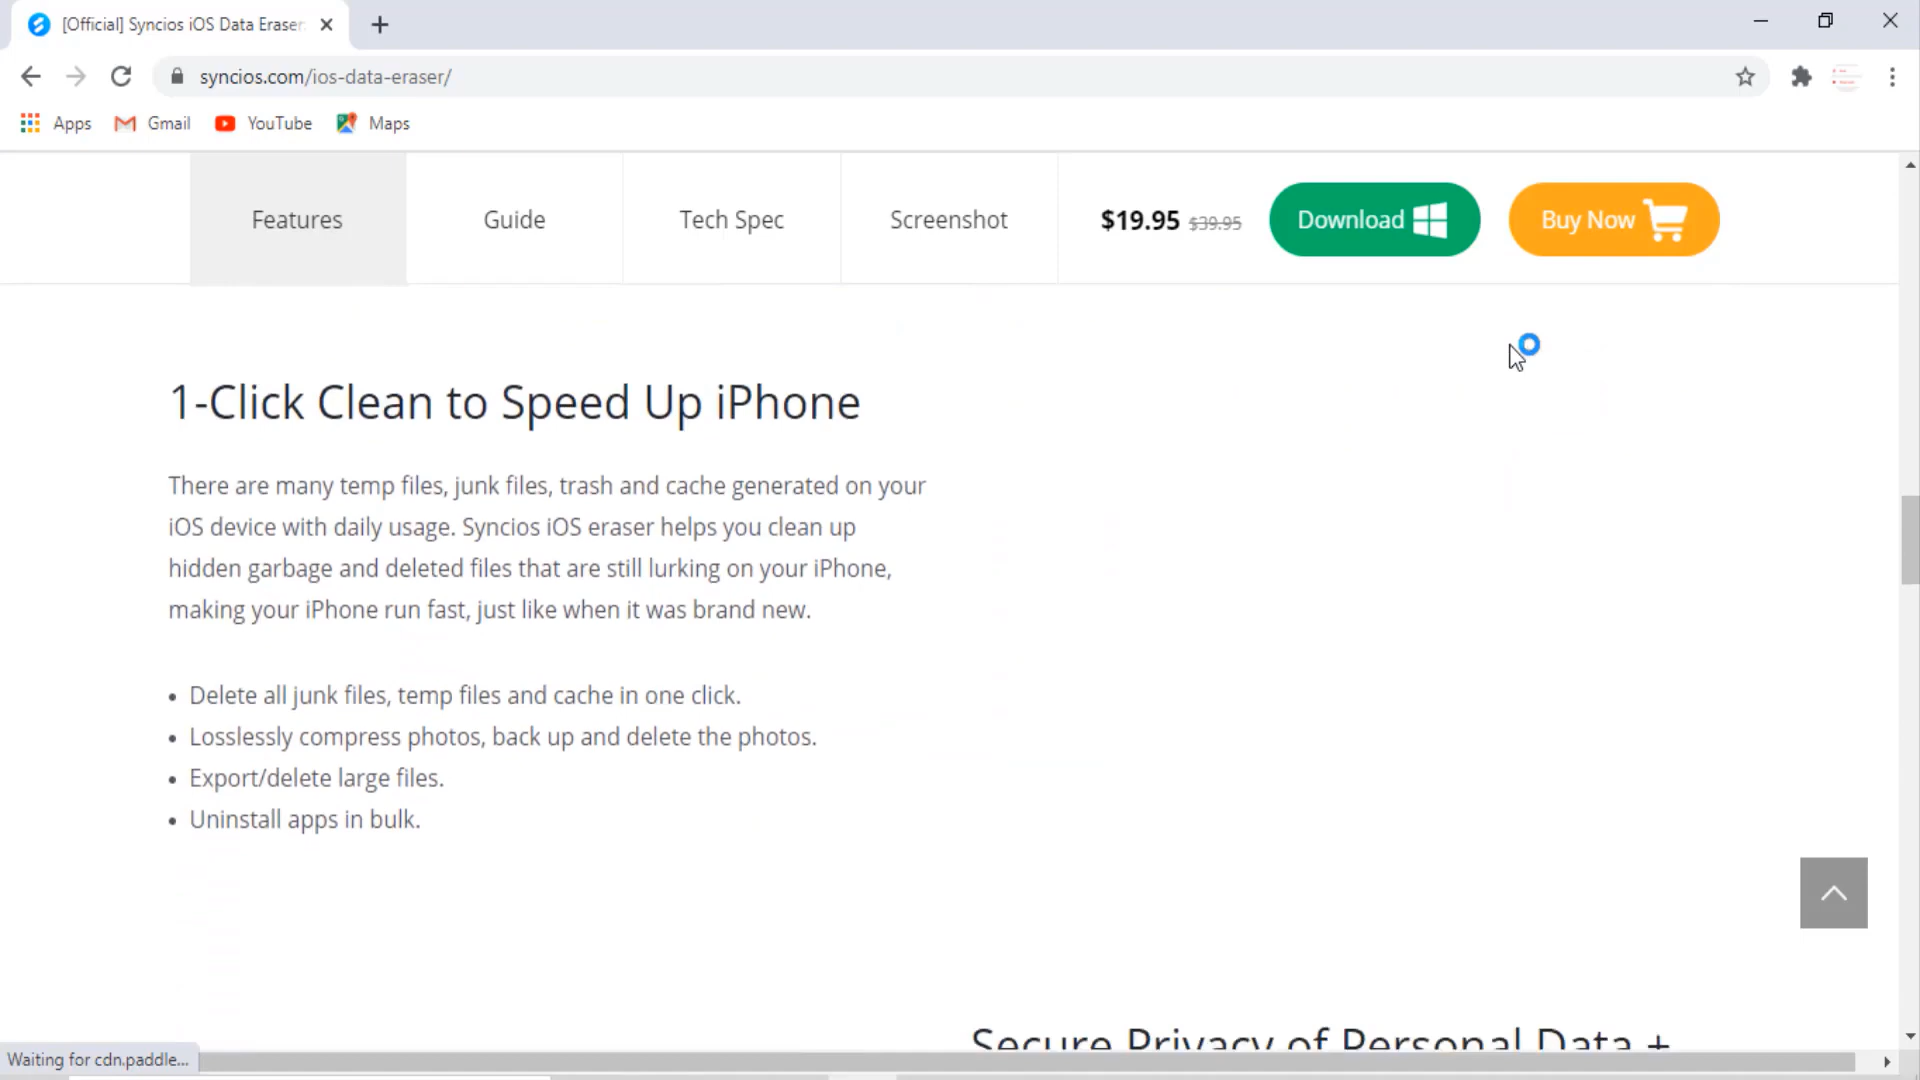 [Official] Syncios iOS Data Eraser:
syncios.com/ios-data-eraser/
Apps Gmail YouTube Maps
Features Guide Tech Spec Screenshot $19.95 $39.95 Download Buy Now
1-Click Clean to Speed Up iPhone
There are many temp files, junk files, trash and cache generated on your
iOS device with daily usage. Syncios iOS eraser helps you clean up
hidden garbage and deleted files that are still lurking on your iPhone,
making your iPhone run fast, just like when it was brand new.
• Delete all junk files, temp files and cache in one click.
• Losslessly compress photos, back up and delete the photos.
• Export/delete large files.
• Uninstall apps in bulk.
Secure Privacy of Personal Data +
Waiting for cdn.paddle...